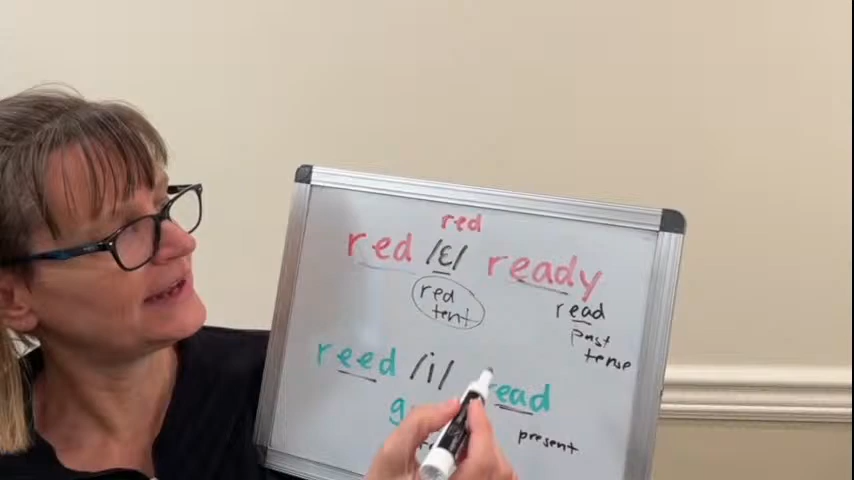 red
red /ɛ/ ready
red
tent
read
past
tense
reed /i/ read
g
present